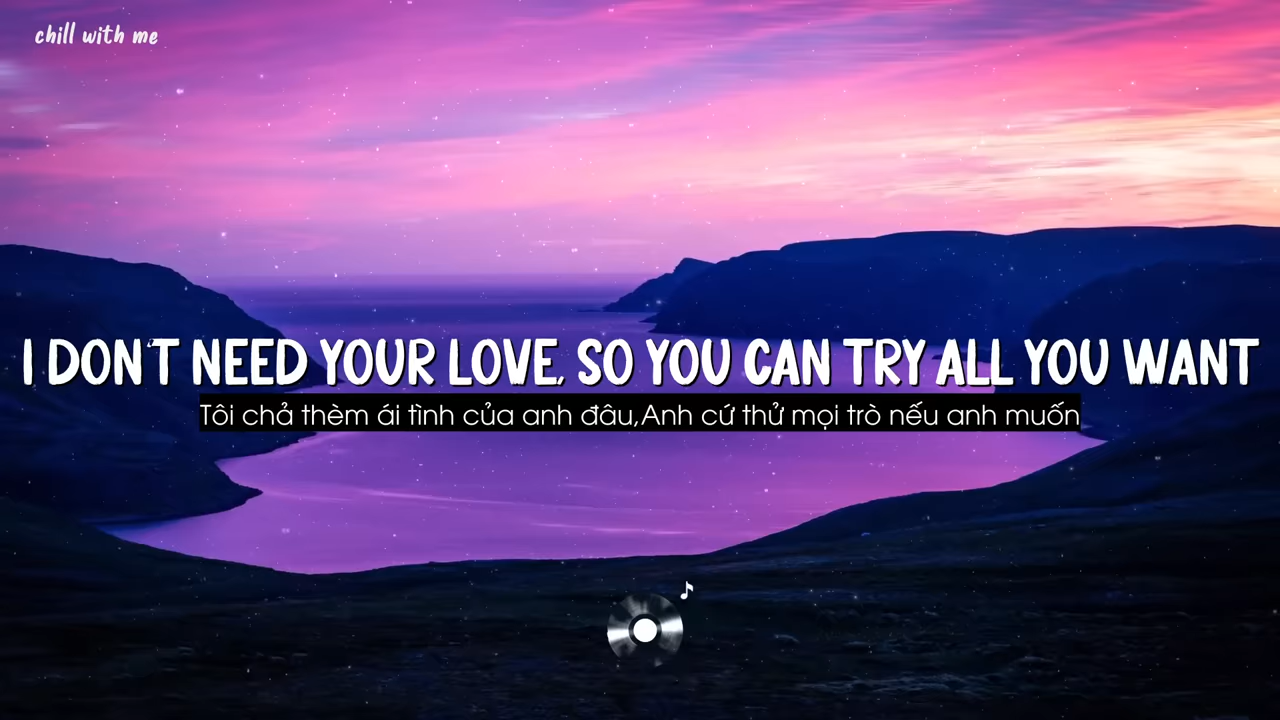 chill with me
I DON'T NEED YOUR LOVE, SO YOU CAN TRY ALL YOU WANT
Tôi chả thèm ái tình của anh đâu,Anh cứ thử mọi trò nếu anh muốn